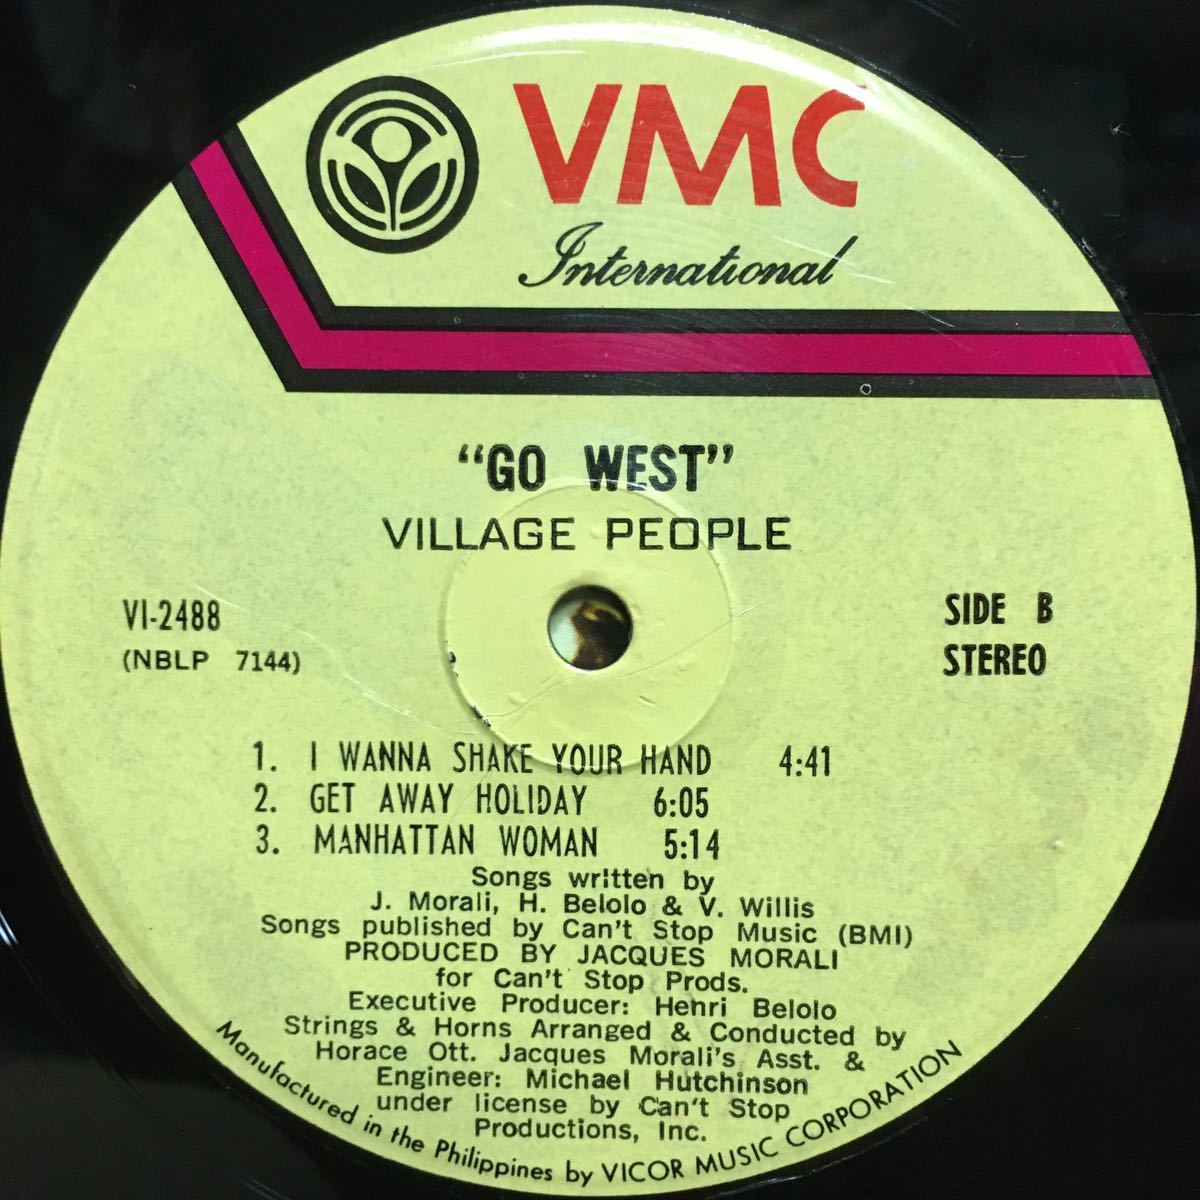 VMC
International
"GO WEST"
VILLAGE PEOPLE
VI-2488
(NBLP 7144)
SIDE B
STEREO
1. I WANNA SHAKE YOUR HAND 4:41
2. GET AWAY HOLIDAY 6:05
3. MANHATTAN WOMAN 5:14
Songs written by
J. Morali, H. Belolo & V. Willis
Songs published by Can't Stop Music (BMI)
PRODUCED BY JACQUES MORALI
for Can't Stop Prods.
Executive Producer: Henri Belolo
Strings & Horns Arranged & Conducted by
Horace Ott. Jacques Morali's Asst. &
Engineer: Michael Hutchinson
under license by Can't Stop
Productions, Inc.
Manufactured in the Philippines by VICOR MUSIC CORPORATION